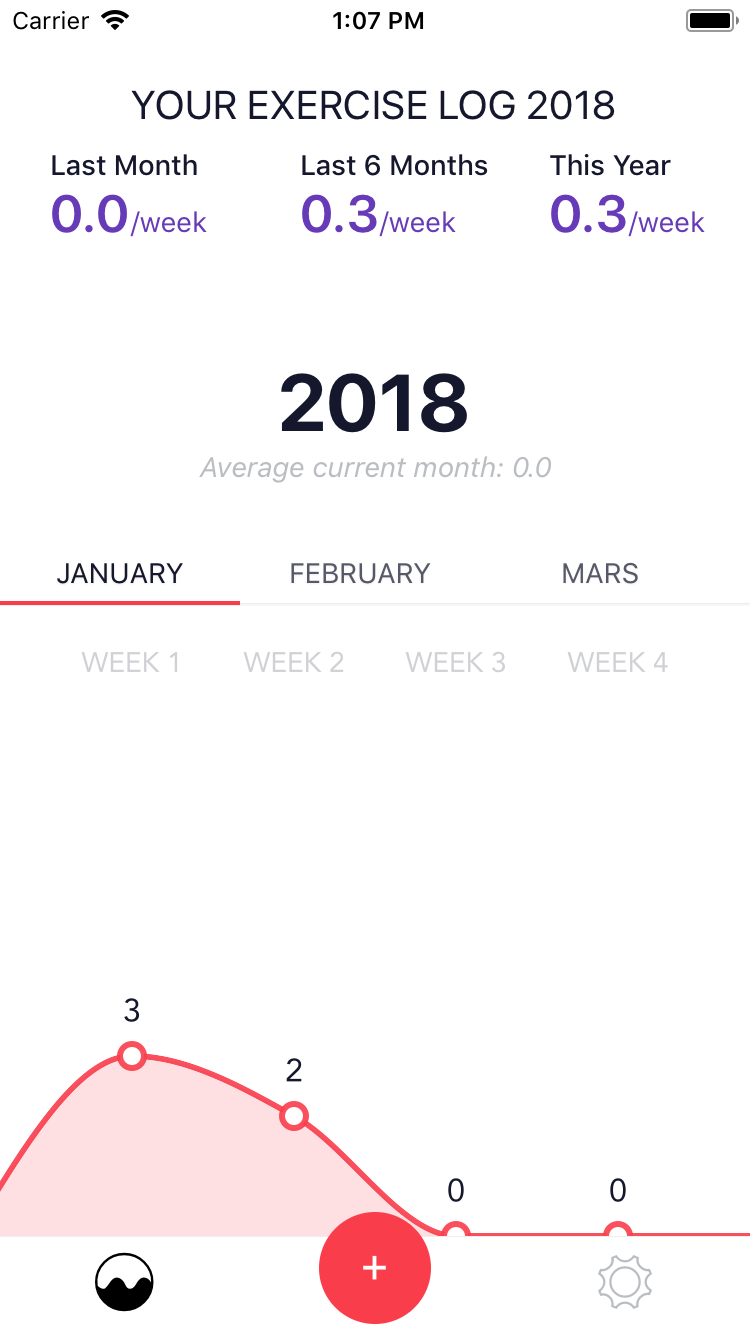 Carrier 1:07 PM
YOUR EXERCISE LOG 2018
Last Month Last 6 Months This Year
0.0/week 0.3/week 0.3/week
2018
Average current month: 0.0
JANUARY FEBRUARY MARS
WEEK 1 WEEK 2 WEEK 3 WEEK 4
3
2
0 0
+